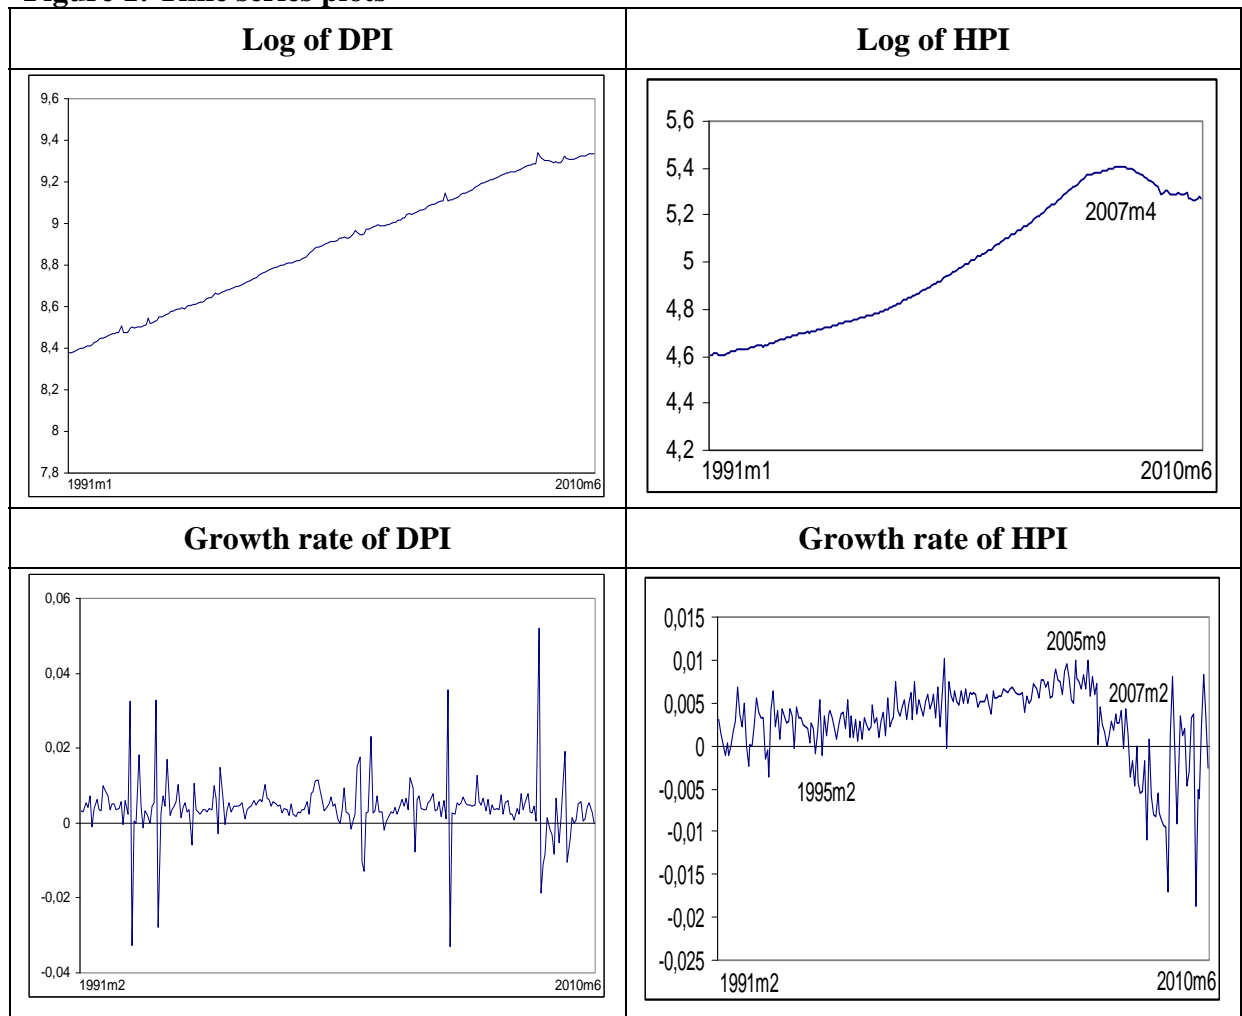 Log of DPI
Log of HPI
9,6
9,4
9,2
9
8,8
8,6
8,4
8,2
8
7,8
1991m1
2010m6
5,6
5,4
5,2
5
4,8
4,6
4,4
4,2
2007m4
1991m1
2010m6
Growth rate of DPI
Growth rate of HPI
0,06
0,04
0,02
0
-0,02
-0,04
1991m2
2010m6
0,015
0,01
0,005
0
-0,005
-0,01
-0,015
-0,02
-0,025
2005m9
2007m2
1995m2
1991m2
2010m6